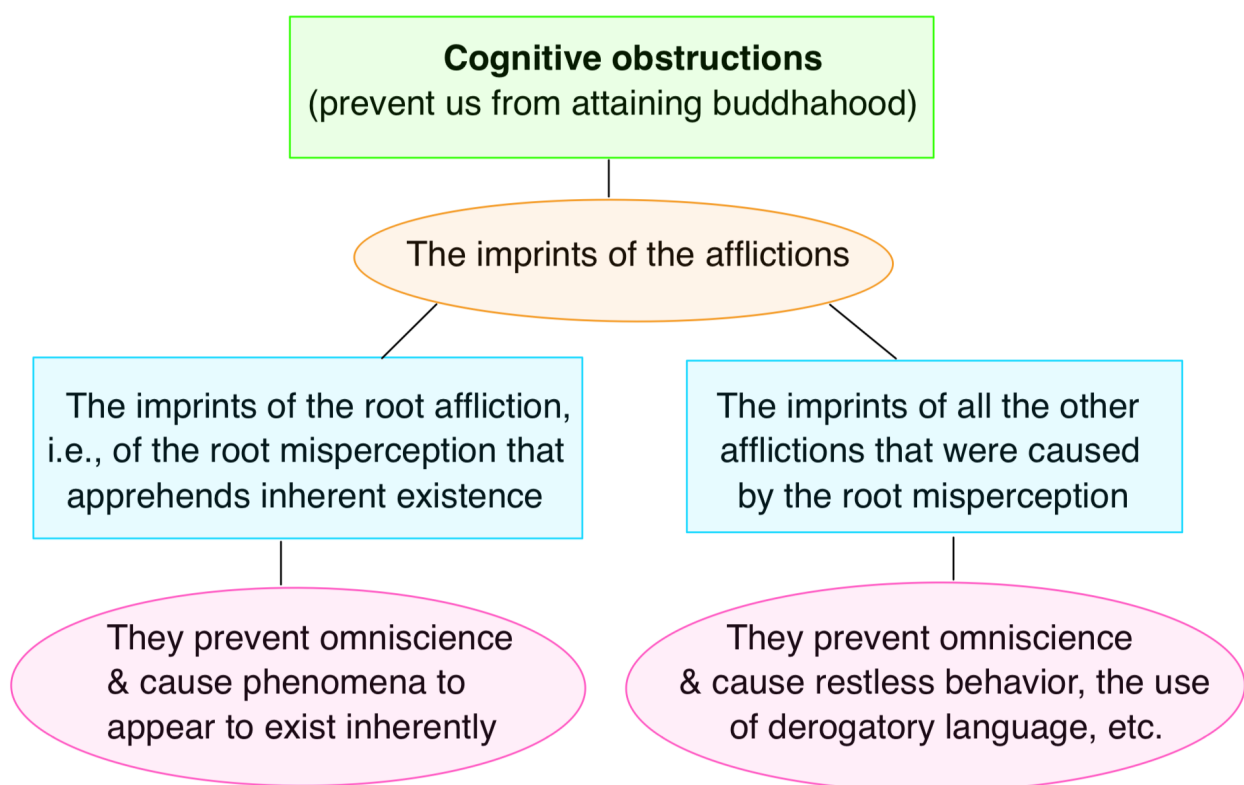 Cognitive obstructions
(prevent us from attaining buddhahood)
The imprints of the afflictions
The imprints of the root affliction,
i.e., of the root misperception that
apprehends inherent existence
The imprints of all the other
afflictions that were caused
by the root misperception
They prevent omniscience
& cause phenomena to
appear to exist inherently
They prevent omniscience
& cause restless behavior, the use
of derogatory language, etc.